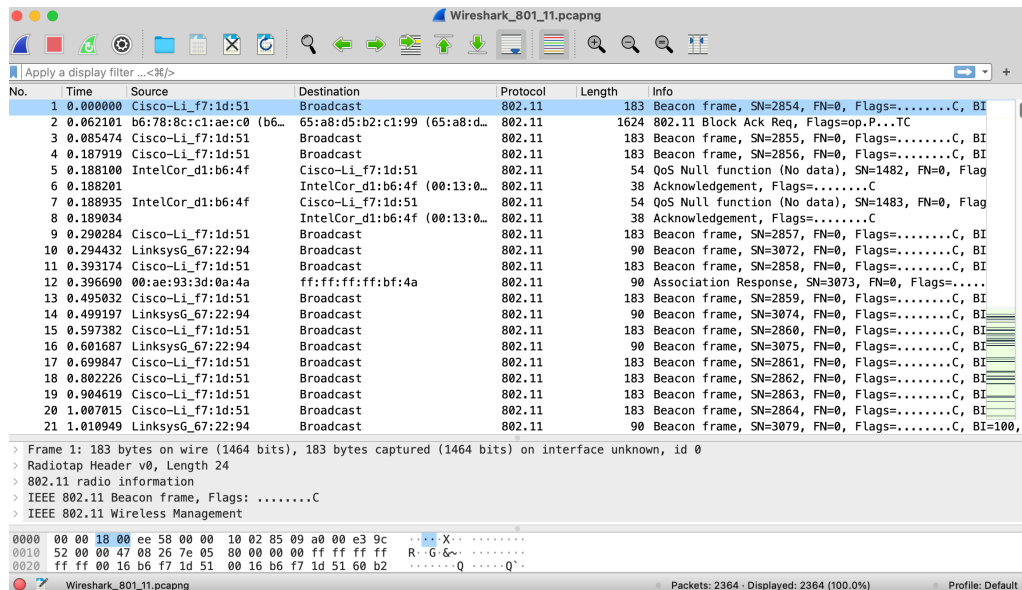 Wireshark_801_11.pcapng
Apply a display filter ...<⌘/>
No. Time Source Destination Protocol Length Info
1 0.000000 Cisco-Li_f7:1d:51 Broadcast 802.11 183 Beacon frame, SN=2854, FN=0, Flags=........C, BI
2 0.062101 b6:78:8c:c1:ae:c0 (b6… 65:a8:d5:b2:c1:99 (65:a8:d… 802.11 1624 802.11 Block Ack Req, Flags=op.P...TC
3 0.085474 Cisco-Li_f7:1d:51 Broadcast 802.11 183 Beacon frame, SN=2855, FN=0, Flags=........C, BI
4 0.187919 Cisco-Li_f7:1d:51 Broadcast 802.11 183 Beacon frame, SN=2856, FN=0, Flags=........C, BI
5 0.188100 IntelCor_d1:b6:4f Cisco-Li_f7:1d:51 802.11 54 QoS Null function (No data), SN=1482, FN=0, Flag
6 0.188201 IntelCor_d1:b6:4f (00:13:0… 802.11 38 Acknowledgement, Flags=........C
7 0.188935 IntelCor_d1:b6:4f Cisco-Li_f7:1d:51 802.11 54 QoS Null function (No data), SN=1483, FN=0, Flag
8 0.189034 IntelCor_d1:b6:4f (00:13:0… 802.11 38 Acknowledgement, Flags=........C
9 0.290284 Cisco-Li_f7:1d:51 Broadcast 802.11 183 Beacon frame, SN=2857, FN=0, Flags=........C, BI
10 0.294432 LinksysG_67:22:94 Broadcast 802.11 90 Beacon frame, SN=3072, FN=0, Flags=........C, BI
11 0.393174 Cisco-Li_f7:1d:51 Broadcast 802.11 183 Beacon frame, SN=2858, FN=0, Flags=........C, BI
12 0.396690 00:ae:93:3d:0a:4a ff:ff:ff:ff:bf:4a 802.11 90 Association Response, SN=3073, FN=0, Flags=.....
13 0.495032 Cisco-Li_f7:1d:51 Broadcast 802.11 183 Beacon frame, SN=2859, FN=0, Flags=........C, BI
14 0.499197 LinksysG_67:22:94 Broadcast 802.11 90 Beacon frame, SN=3074, FN=0, Flags=........C, BI
15 0.597382 Cisco-Li_f7:1d:51 Broadcast 802.11 183 Beacon frame, SN=2860, FN=0, Flags=........C, BI
16 0.601687 LinksysG_67:22:94 Broadcast 802.11 90 Beacon frame, SN=3075, FN=0, Flags=........C, BI
17 0.699847 Cisco-Li_f7:1d:51 Broadcast 802.11 183 Beacon frame, SN=2861, FN=0, Flags=........C, BI
18 0.802226 Cisco-Li_f7:1d:51 Broadcast 802.11 183 Beacon frame, SN=2862, FN=0, Flags=........C, BI
19 0.904619 Cisco-Li_f7:1d:51 Broadcast 802.11 183 Beacon frame, SN=2863, FN=0, Flags=........C, BI
20 1.007015 Cisco-Li_f7:1d:51 Broadcast 802.11 183 Beacon frame, SN=2864, FN=0, Flags=........C, BI
21 1.010949 LinksysG_67:22:94 Broadcast 802.11 90 Beacon frame, SN=3079, FN=0, Flags=........C, BI=100,
Frame 1: 183 bytes on wire (1464 bits), 183 bytes captured (1464 bits) on interface unknown, id 0
Radiotap Header v0, Length 24
802.11 radio information
IEEE 802.11 Beacon frame, Flags: ........C
IEEE 802.11 Wireless Management
0000 00 00 18 00 ee 58 00 00 10 02 85 09 a0 00 e3 9c ·····X·· ········
0010 52 00 00 47 08 26 7e 05 80 00 00 00 ff ff ff ff R··G·&~· ········
0020 ff ff 00 16 b6 f7 1d 51 00 16 b6 f7 1d 51 60 b2 ·······Q ·····Q`·
Wireshark_801_11.pcapng Packets: 2364 · Displayed: 2364 (100.0%) Profile: Default